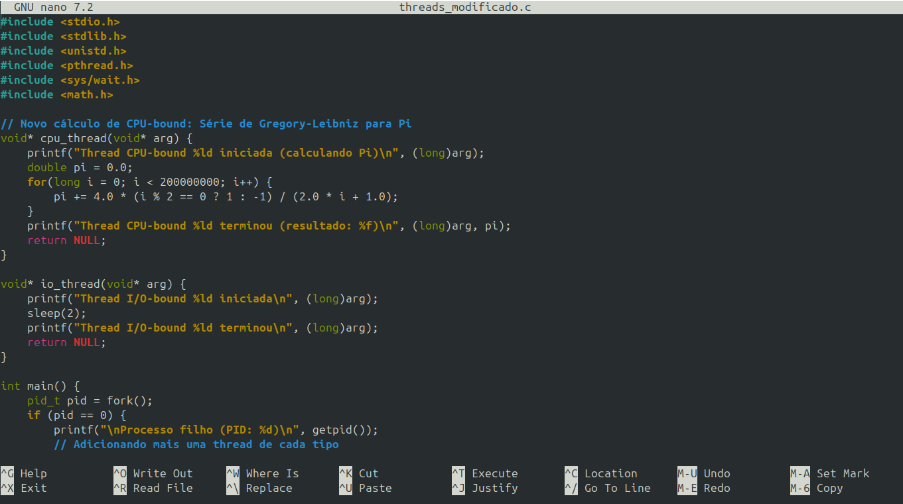 GNU nano 7.2 threads_modificado.c
#include <stdio.h>
#include <stdlib.h>
#include <unistd.h>
#include <pthread.h>
#include <sys/wait.h>
#include <math.h>

// Novo cálculo de CPU-bound: Série de Gregory-Leibniz para Pi
void* cpu_thread(void* arg) {
    printf("Thread CPU-bound %ld iniciada (calculando Pi)\n", (long)arg);
    double pi = 0.0;
    for(long i = 0; i < 200000000; i++) {
        pi += 4.0 * (i % 2 == 0 ? 1 : -1) / (2.0 * i + 1.0);
    }
    printf("Thread CPU-bound %ld terminou (resultado: %f)\n", (long)arg, pi);
    return NULL;
}

void* io_thread(void* arg) {
    printf("Thread I/O-bound %ld iniciada\n", (long)arg);
    sleep(2);
    printf("Thread I/O-bound %ld terminou\n", (long)arg);
    return NULL;
}

int main() {
    pid_t pid = fork();
    if (pid == 0) {
        printf("\nProcesso filho (PID: %d)\n", getpid());
        // Adicionando mais uma thread de cada tipo

^G Help ^O Write Out ^W Where Is ^K Cut ^T Execute ^C Location M-U Undo M-A Set Mark
^X Exit ^R Read File ^\ Replace ^U Paste ^J Justify ^/ Go To Line M-E Redo M-6 Copy